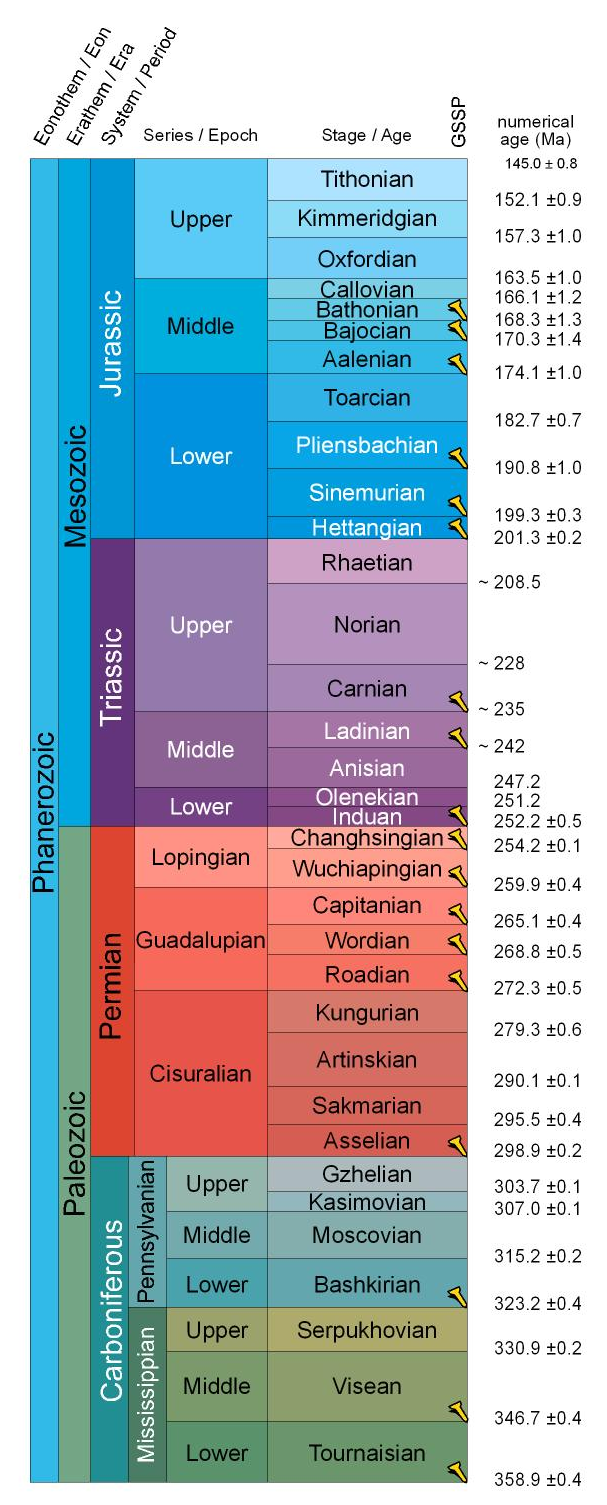 Eonothem / Eon
Erathem / Era
System / Period
Series / Epoch
Stage / Age
GSSP
numerical
age (Ma)
145.0 ± 0.8
Phanerozoic
Mesozoic
Jurassic
Upper
Tithonian
152.1 ±0.9
Kimmeridgian
157.3 ±1.0
Oxfordian
163.5 ±1.0
Middle
Callovian
166.1 ±1.2
Bathonian
168.3 ±1.3
Bajocian
170.3 ±1.4
Aalenian
174.1 ±1.0
Lower
Toarcian
182.7 ±0.7
Pliensbachian
190.8 ±1.0
Sinemurian
199.3 ±0.3
Hettangian
201.3 ±0.2
Triassic
Upper
Rhaetian
~ 208.5
Norian
~ 228
Carnian
~ 235
Middle
Ladinian
~ 242
Anisian
247.2
Lower
Olenekian
251.2
Induan
252.2 ±0.5
Paleozoic
Permian
Lopingian
Changhsingian
254.2 ±0.1
Wuchiapingian
259.9 ±0.4
Guadalupian
Capitanian
265.1 ±0.4
Wordian
268.8 ±0.5
Roadian
272.3 ±0.5
Cisuralian
Kungurian
279.3 ±0.6
Artinskian
290.1 ±0.1
Sakmarian
295.5 ±0.4
Asselian
298.9 ±0.2
Carboniferous
Pennsylvanian
Upper
Gzhelian
303.7 ±0.1
Kasimovian
307.0 ±0.1
Middle
Moscovian
315.2 ±0.2
Lower
Bashkirian
323.2 ±0.4
Mississippian
Upper
Serpukhovian
330.9 ±0.2
Middle
Visean
346.7 ±0.4
Lower
Tournaisian
358.9 ±0.4